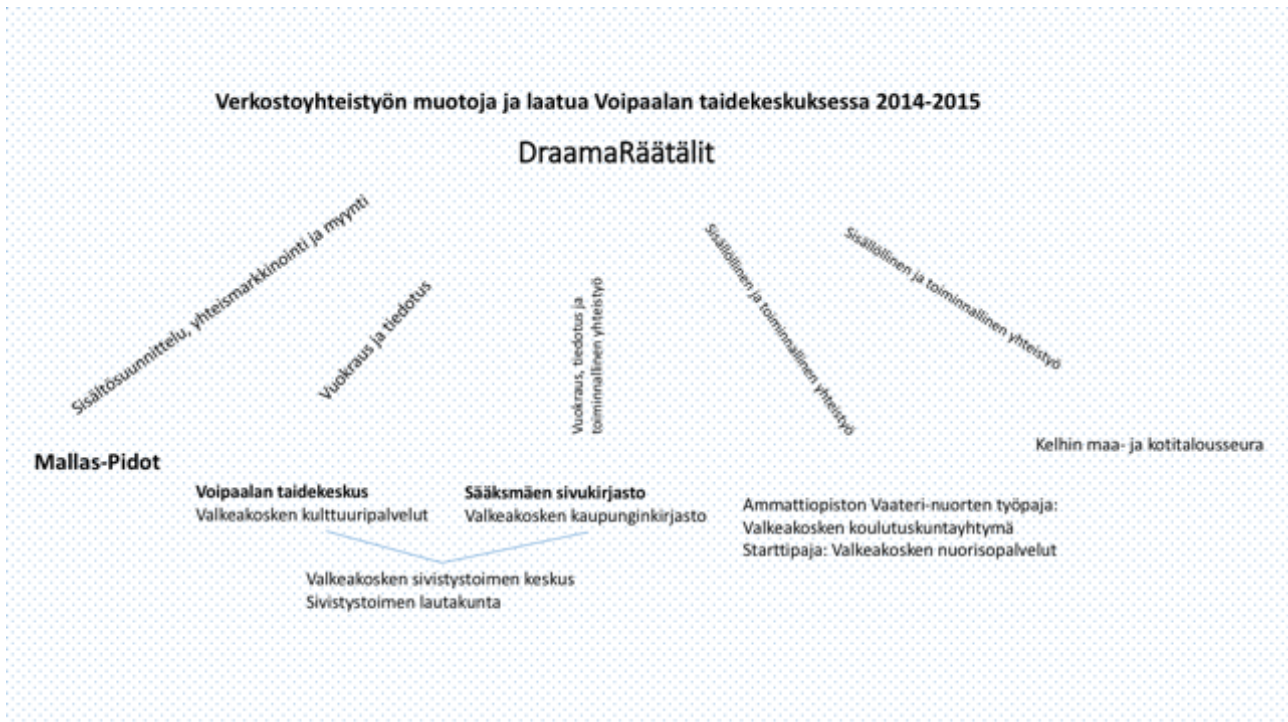 Verkostoyhteistyön muotoja ja laatua Voipaalan taidekeskuksessa 2014-2015
DraamaRäätälit
Sisältösuunnittelu, yhteismarkkinointi ja myynti
Vuokraus ja tiedotus
Vuokraus, tiedotus ja
toiminnallinen yhteistyö
Sisällöllinen ja toiminnallinen yhteistyö
Sisällöllinen ja toiminnallinen yhteistyö
Mallas-Pidot
Voipaalan taidekeskus
Valkeakosken kulttuuripalvelut
Sääksmäen sivukirjasto
Valkeakosken kaupunginkirjasto
Valkeakosken sivistystoimen keskus
Sivistystoimen lautakunta
Ammattiopiston Vaateri-nuorten työpaja:
Valkeakosken koulutuskuntayhtymä
Starttipaja: Valkeakosken nuorisopalvelut
Kelhin maa- ja kotitalousseura